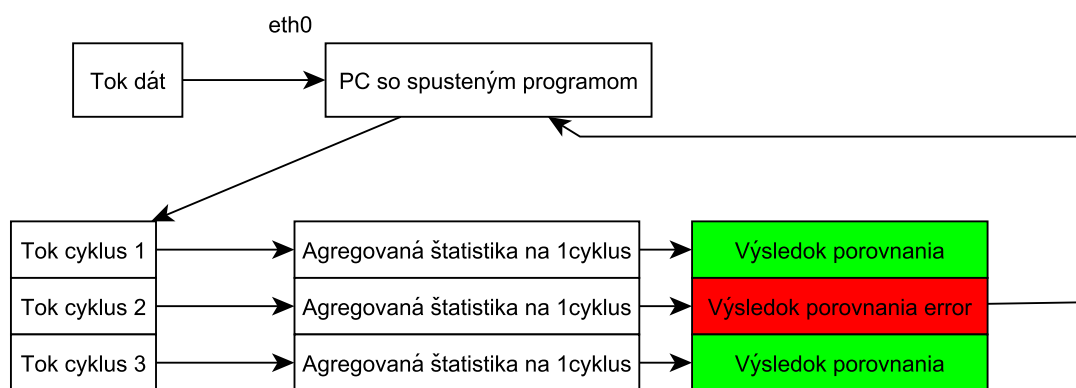 eth0
Tok dát
PC so spusteným programom
Tok cyklus 1
Agregovaná štatistika na 1cyklus
Výsledok porovnania
Tok cyklus 2
Agregovaná štatistika na 1cyklus
Výsledok porovnania error
Tok cyklus 3
Agregovaná štatistika na 1cyklus
Výsledok porovnania